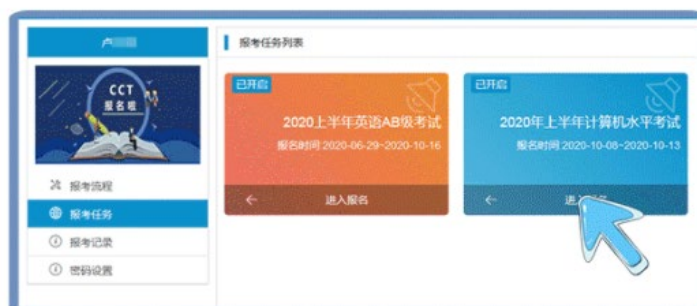 卢
报考任务列表
CCT
报名啦
报考流程
报考任务
报考记录
密码设置
已开启
2020上半年英语AB级考试
报名时间 2020-06-29~2020-10-16
进入报名
已开启
2020年上半年计算机水平考试
报名时间 2020-10-08~2020-10-13